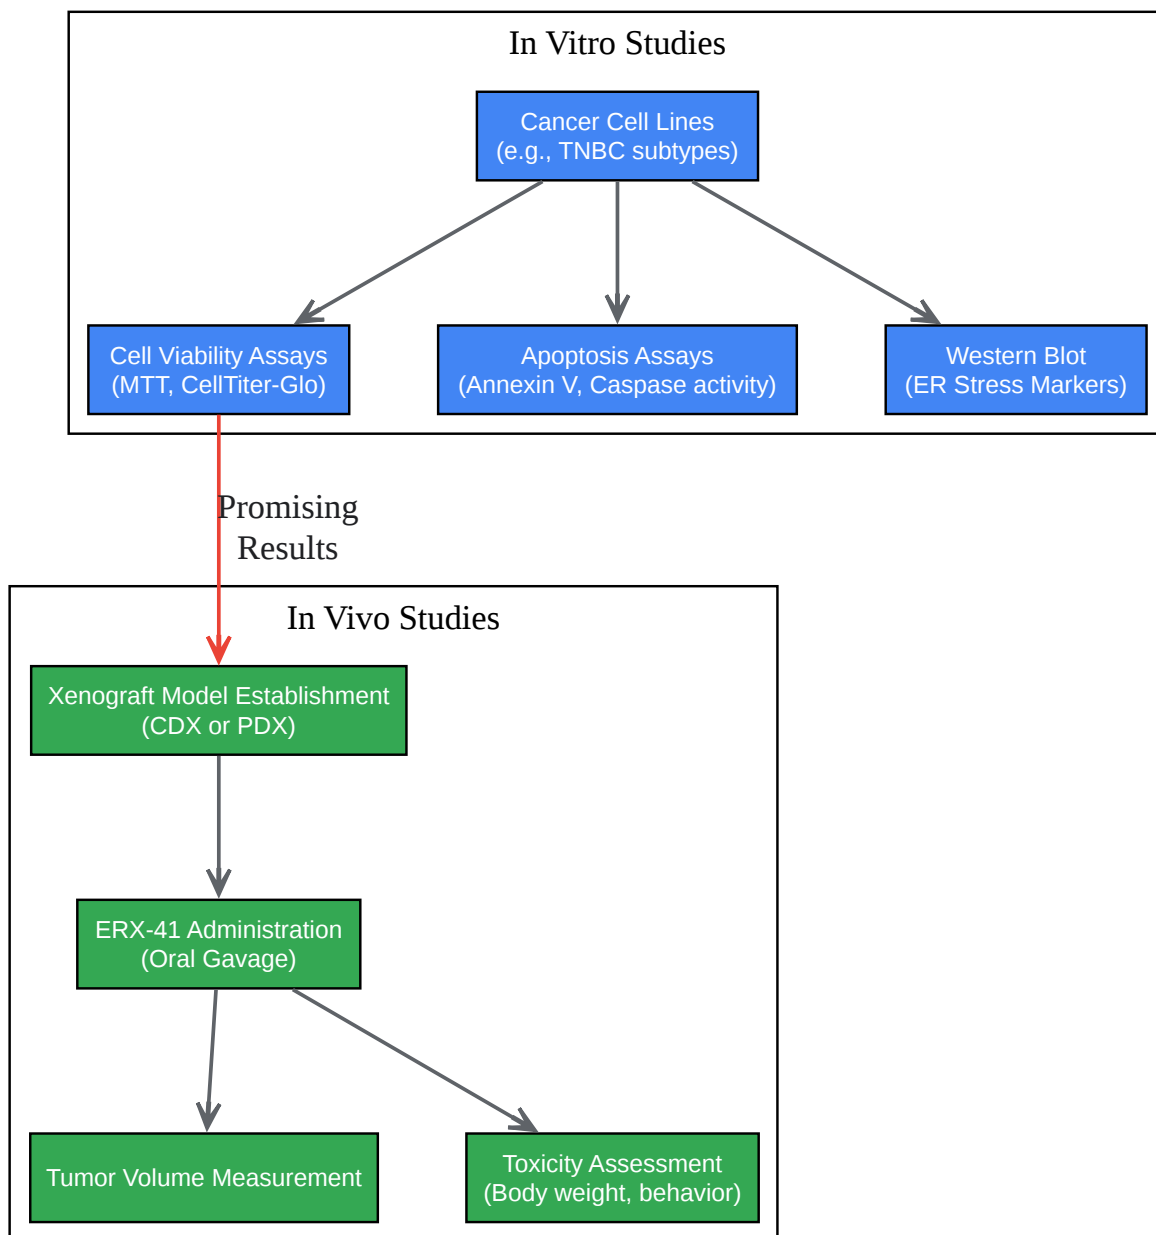 In Vitro Studies
Cancer Cell Lines
(e.g., TNBC subtypes)
Cell Viability Assays
(MTT, CellTiter-Glo)
Apoptosis Assays
(Annexin V, Caspase activity)
Western Blot
(ER Stress Markers)
Promising
Results
In Vivo Studies
Xenograft Model Establishment
(CDX or PDX)
ERX-41 Administration
(Oral Gavage)
Tumor Volume Measurement
Toxicity Assessment
(Body weight, behavior)